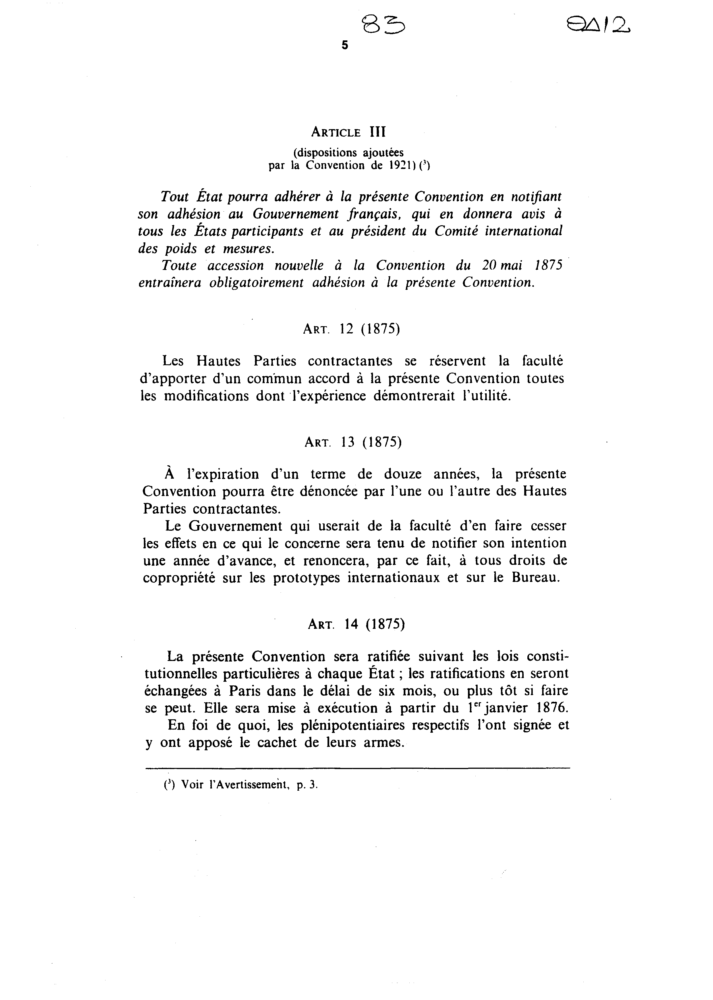 83
ΘΔ12
5
ARTICLE III
(dispositions ajoutées
par la Convention de 1921) (³)
Tout État pourra adhérer à la présente Convention en notifiant
son adhésion au Gouvernement français, qui en donnera avis à
tous les États participants et au président du Comité international
des poids et mesures.
Toute accession nouvelle à la Convention du 20 mai 1875
entraînera obligatoirement adhésion à la présente Convention.
ART. 12 (1875)
Les Hautes Parties contractantes se réservent la faculté
d'apporter d'un commun accord à la présente Convention toutes
les modifications dont l'expérience démontrerait l'utilité.
ART. 13 (1875)
À l'expiration d'un terme de douze années, la présente
Convention pourra être dénoncée par l'une ou l'autre des Hautes
Parties contractantes.
Le Gouvernement qui userait de la faculté d'en faire cesser
les effets en ce qui le concerne sera tenu de notifier son intention
une année d'avance, et renoncera, par ce fait, à tous droits de
copropriété sur les prototypes internationaux et sur le Bureau.
ART. 14 (1875)
La présente Convention sera ratifiée suivant les lois consti-
tutionnelles particulières à chaque État ; les ratifications en seront
échangées à Paris dans le délai de six mois, ou plus tôt si faire
se peut. Elle sera mise à exécution à partir du 1er janvier 1876.
En foi de quoi, les plénipotentiaires respectifs l'ont signée et
y ont apposé le cachet de leurs armes.
(³) Voir l'Avertissement, p. 3.